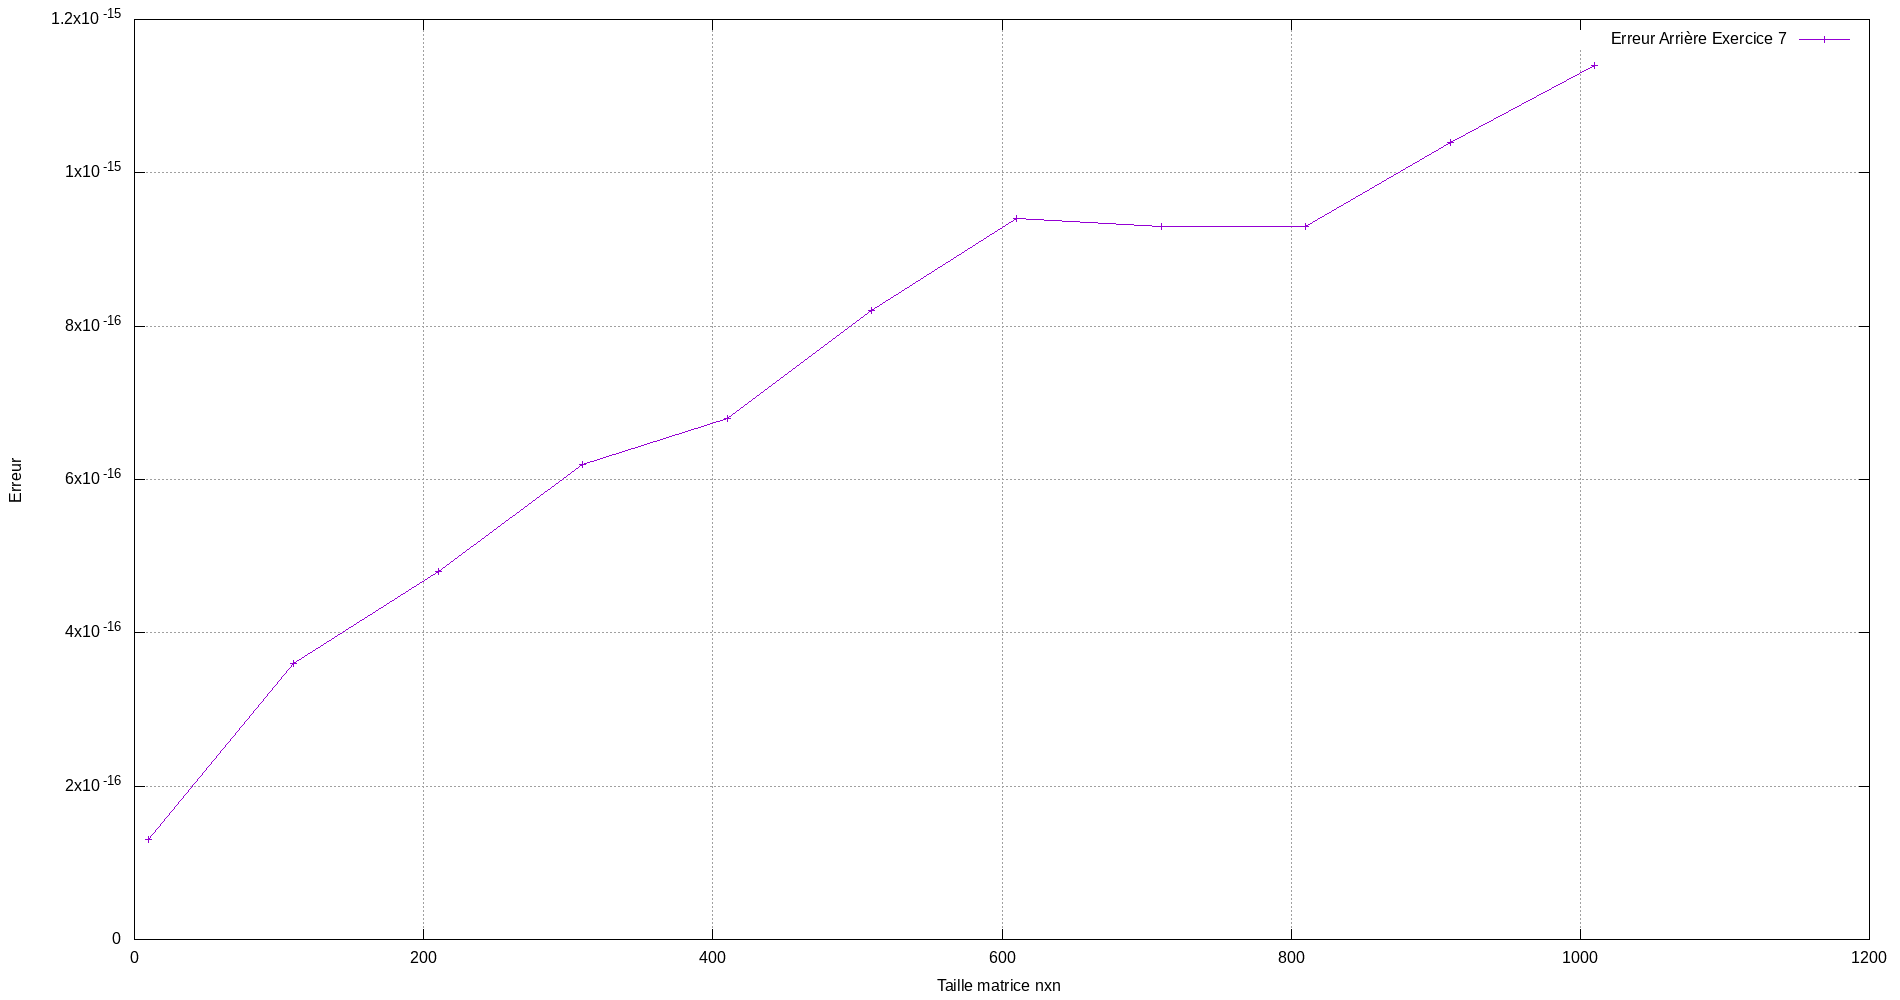 1.2x10 -15
Erreur Arrière Exercice 7
1x10 -15
8x10 -16
6x10 -16
Erreur
4x10 -16
2x10 -16
0
0 200 400 600 800 1000 1200
Taille matrice nxn